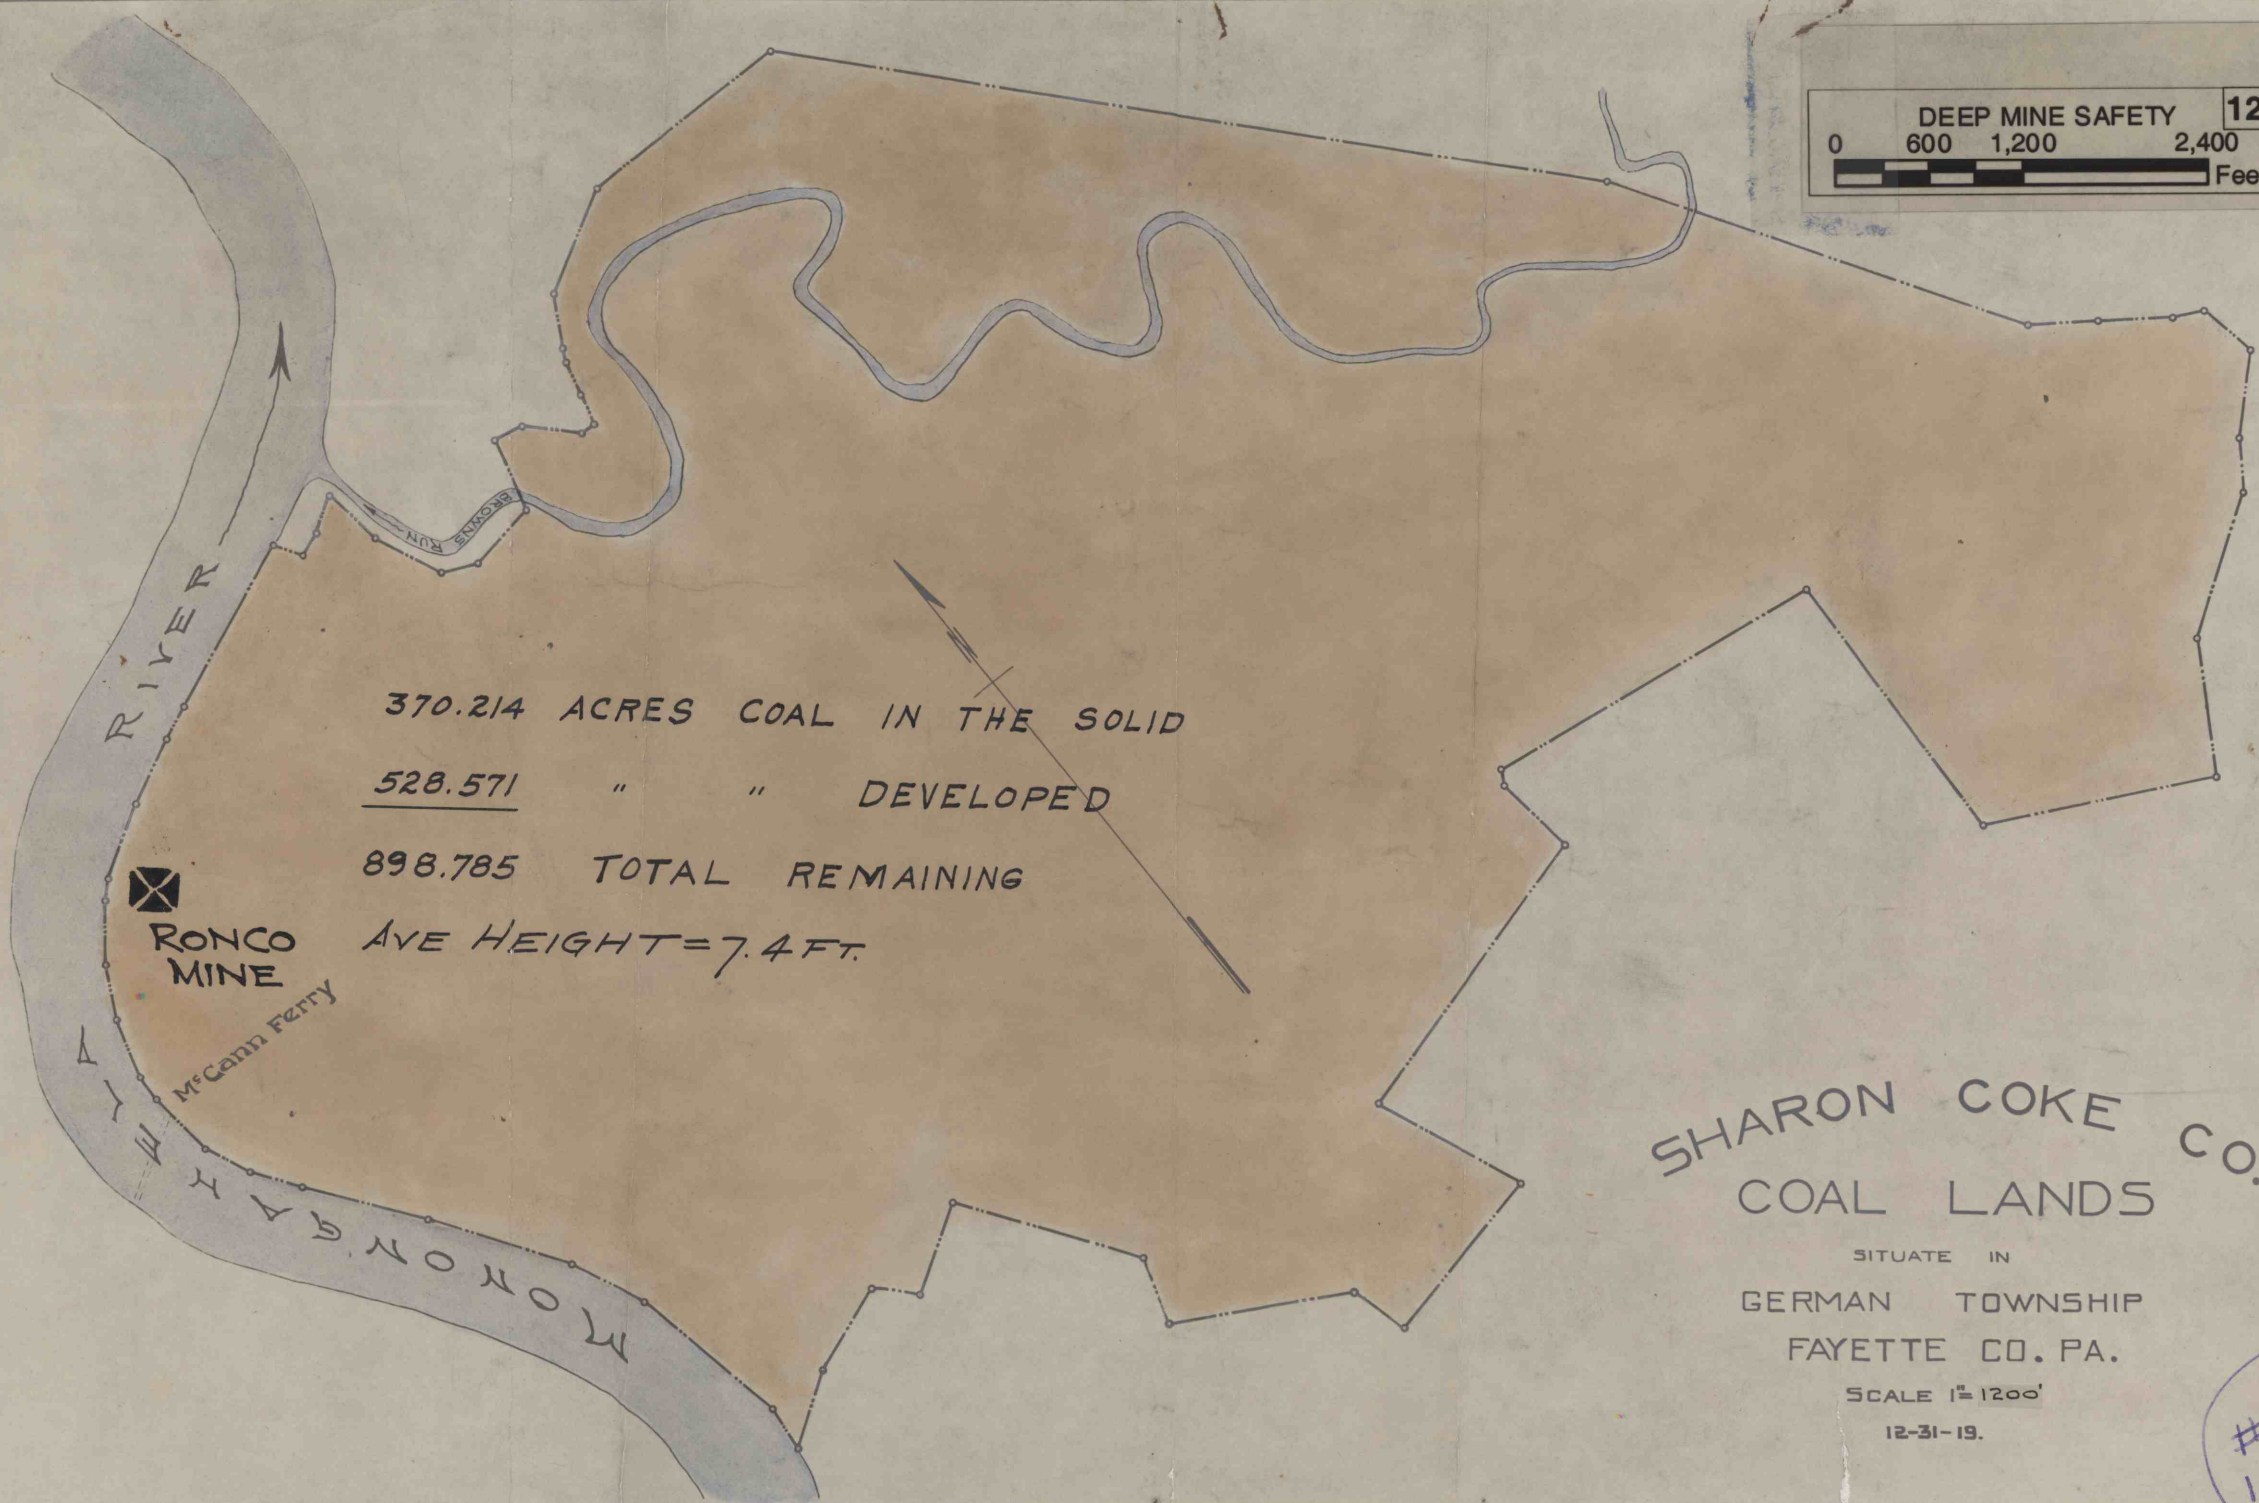 DEEP MINE SAFETY 12
0 600 1,200 2,400
Fee
BROWNS RUN
N
RIVER
370.214 ACRES COAL IN THE SOLID
528.571 " " DEVELOPED
898.785 TOTAL REMAINING
AVE HEIGHT = 7.4 FT.
RONCO
MINE
McCann Ferry
MONONGAHELA
SHARON COKE CO.
COAL LANDS
SITUATE IN
GERMAN TOWNSHIP
FAYETTE CO. PA.
SCALE 1"=1200'
12-31-19.
#